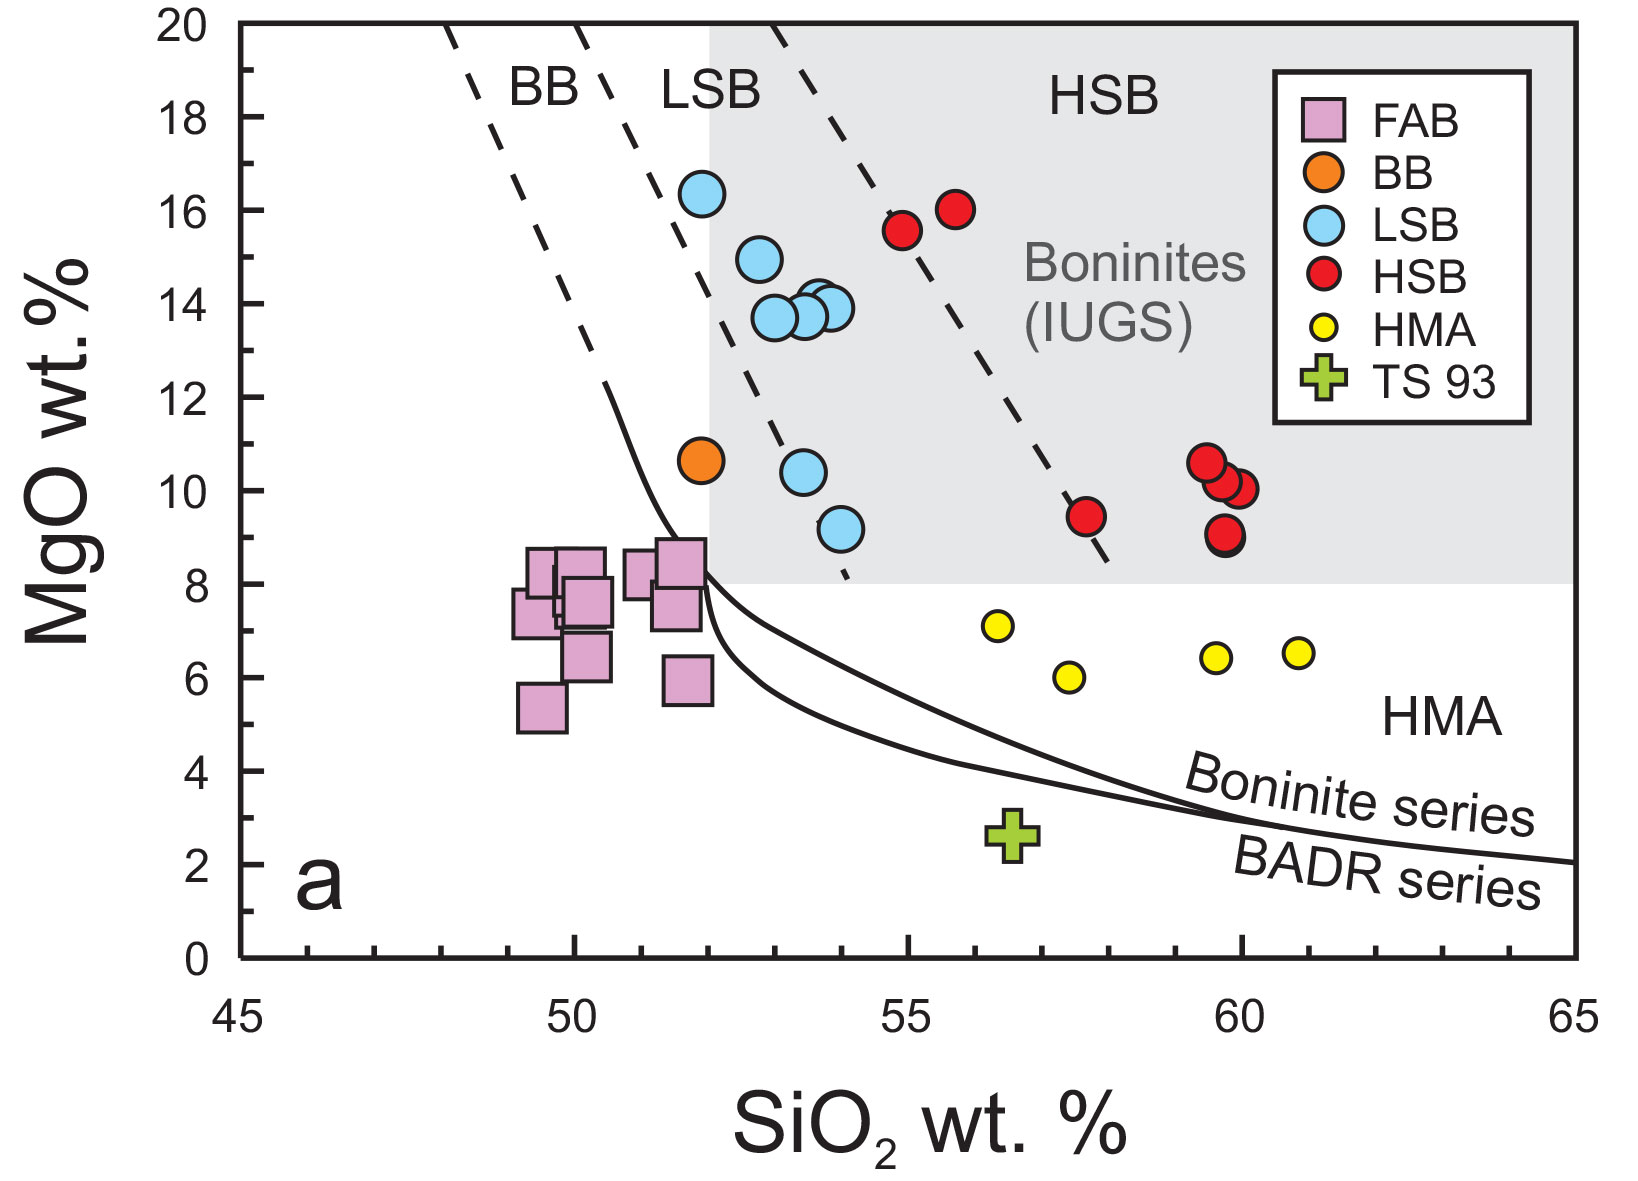 20
18
16
14
12
10
8
6
4
2
0
MgO wt.%
BB
LSB
HSB
FAB
BB
LSB
HSB
HMA
TS 93
Boninites
(IUGS)
HMA
Boninite series
BADR series
a
45
50
55
60
65
SiO₂ wt. %